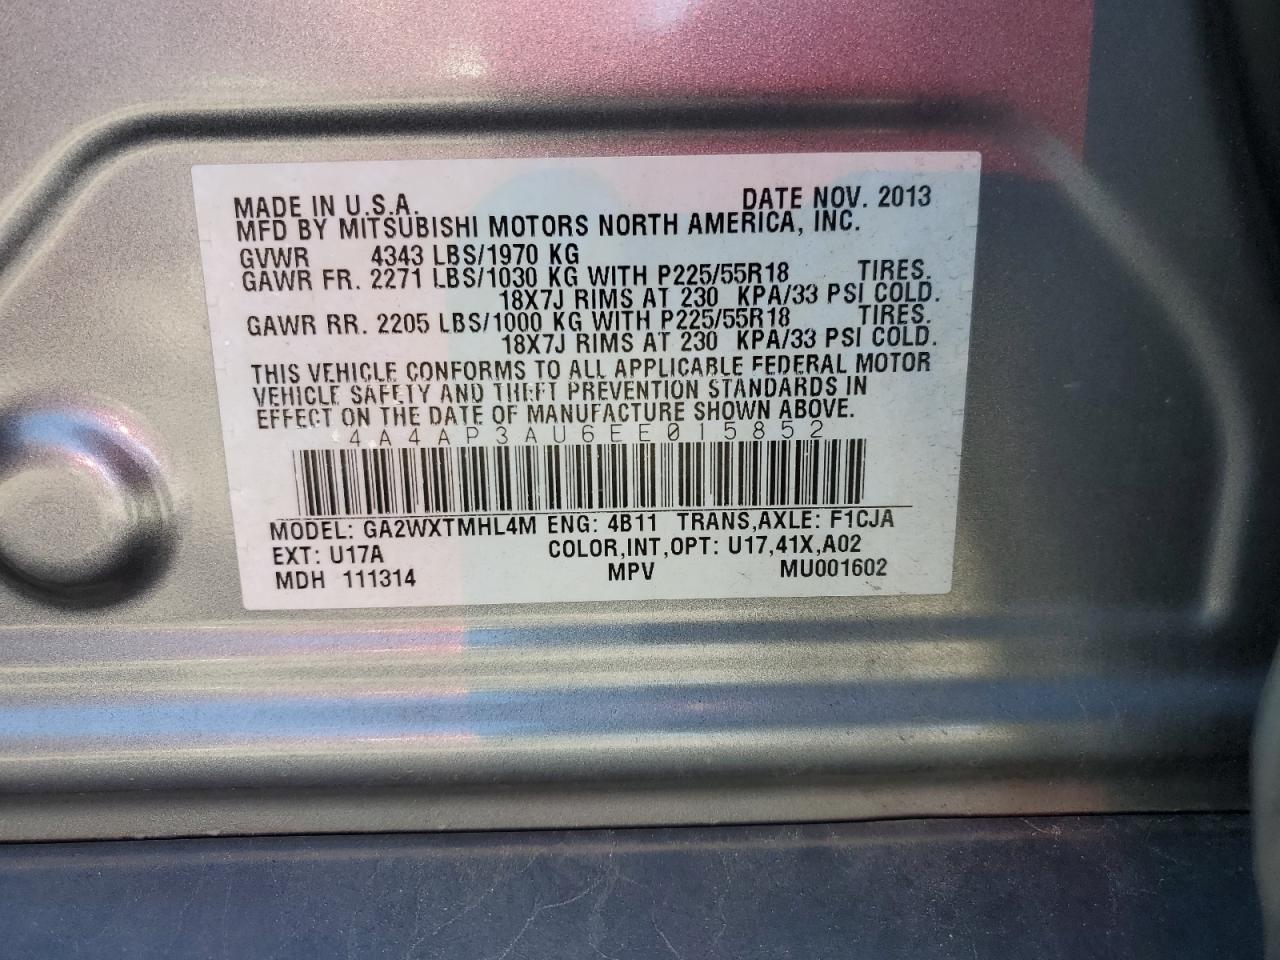 MADE IN U.S.A. DATE NOV. 2013
MFD BY MITSUBISHI MOTORS NORTH AMERICA, INC.
GVWR 4343 LBS/1970 KG
GAWR FR. 2271 LBS/1030 KG WITH P225/55R18 TIRES.
18X7J RIMS AT 230 KPA/33 PSI COLD.
GAWR RR. 2205 LBS/1000 KG WITH P225/55R18 TIRES.
18X7J RIMS AT 230 KPA/33 PSI COLD.
THIS VEHICLE CONFORMS TO ALL APPLICABLE FEDERAL MOTOR
VEHICLE SAFETY AND THEFT PREVENTION STANDARDS IN
EFFECT ON THE DATE OF MANUFACTURE SHOWN ABOVE.
4A4AP3AU6EE015852
MODEL: GA2WXTMHL4M ENG: 4B11 TRANS,AXLE: F1CJA
EXT: U17A COLOR,INT,OPT: U17,41X,A02
MDH 111314 MPV MU001602